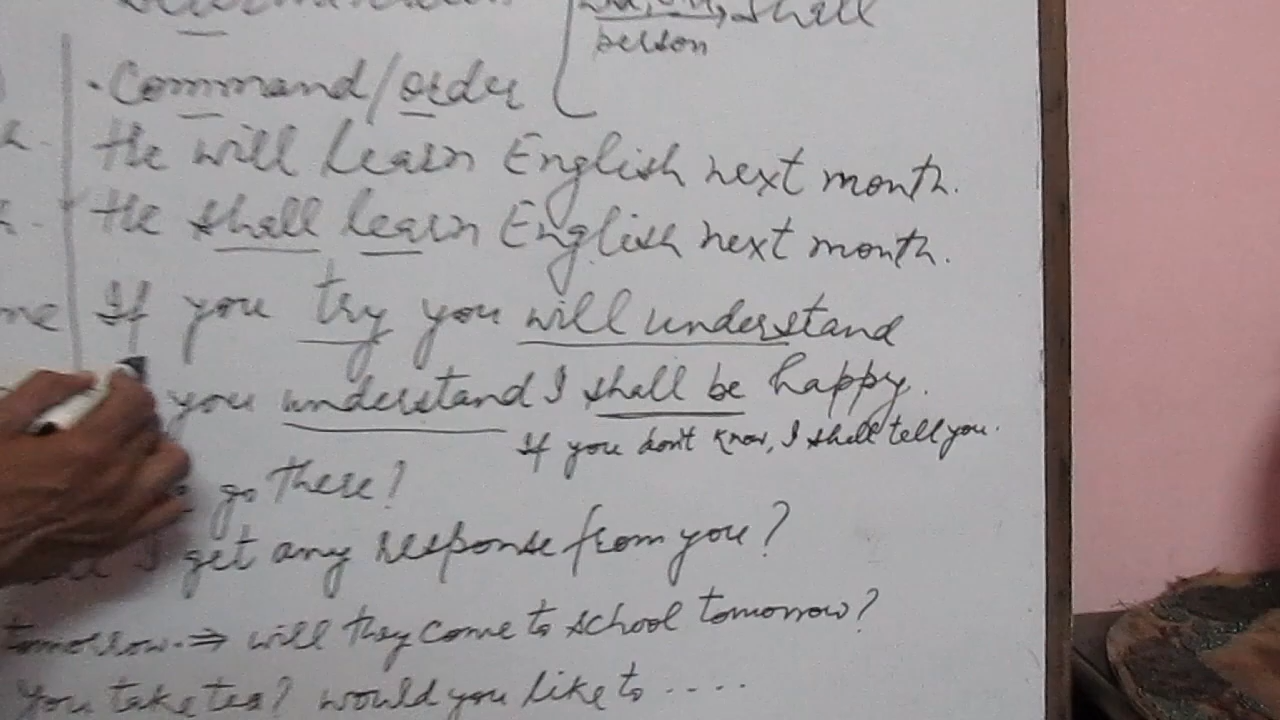 shall
person
. Command/order
He will learn English next month.
He shall learn English next month.
If you try you will understand
you understand I shall be happy.
If you don't know, I shall tell you.
go there?
I get any response from you?
tomorrow. ⇒ will they come to school tomorrow?
you take tea? would you like to ....